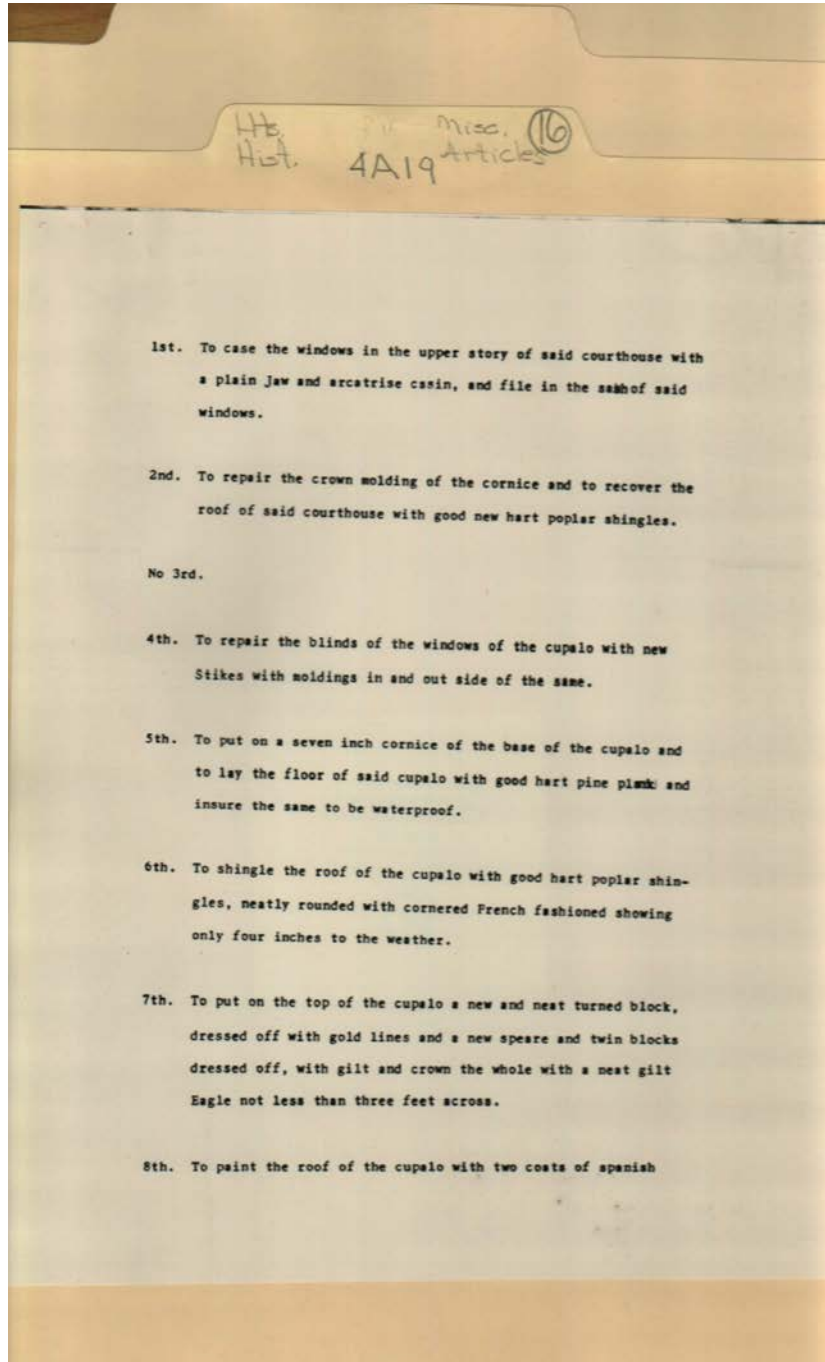 Hts. Misc. 16
Hist. 4A19 Articles
1st. To case the windows in the upper story of said courthouse with
a plain Jaw and arcatrise casin, and file in the sashof said
windows.
2nd. To repair the crown molding of the cornice and to recover the
roof of said courthouse with good new hart poplar shingles.
No 3rd.
4th. To repair the blinds of the windows of the cupalo with new
Stikes with moldings in and out side of the same.
5th. To put on a seven inch cornice of the base of the cupalo and
to lay the floor of said cupalo with good hart pine plank and
insure the same to be waterproof.
6th. To shingle the roof of the cupalo with good hart poplar shin-
gles, neatly rounded with cornered French fashioned showing
only four inches to the weather.
7th. To put on the top of the cupalo a new and neat turned block,
dressed off with gold lines and a new speare and twin blocks
dressed off, with gilt and crown the whole with a neat gilt
Eagle not less than three feet across.
8th. To paint the roof of the cupalo with two coats of spanish